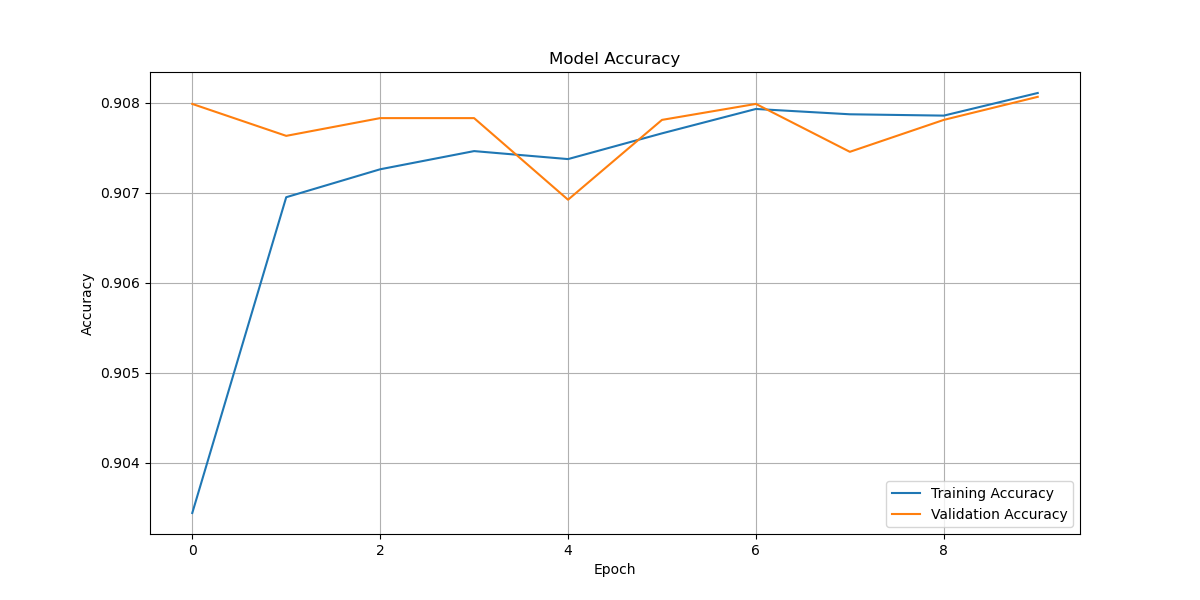 Model Accuracy
0.908
0.907
0.906
0.905
0.904
Accuracy
Training Accuracy
Validation Accuracy
0 2 4 6 8
Epoch